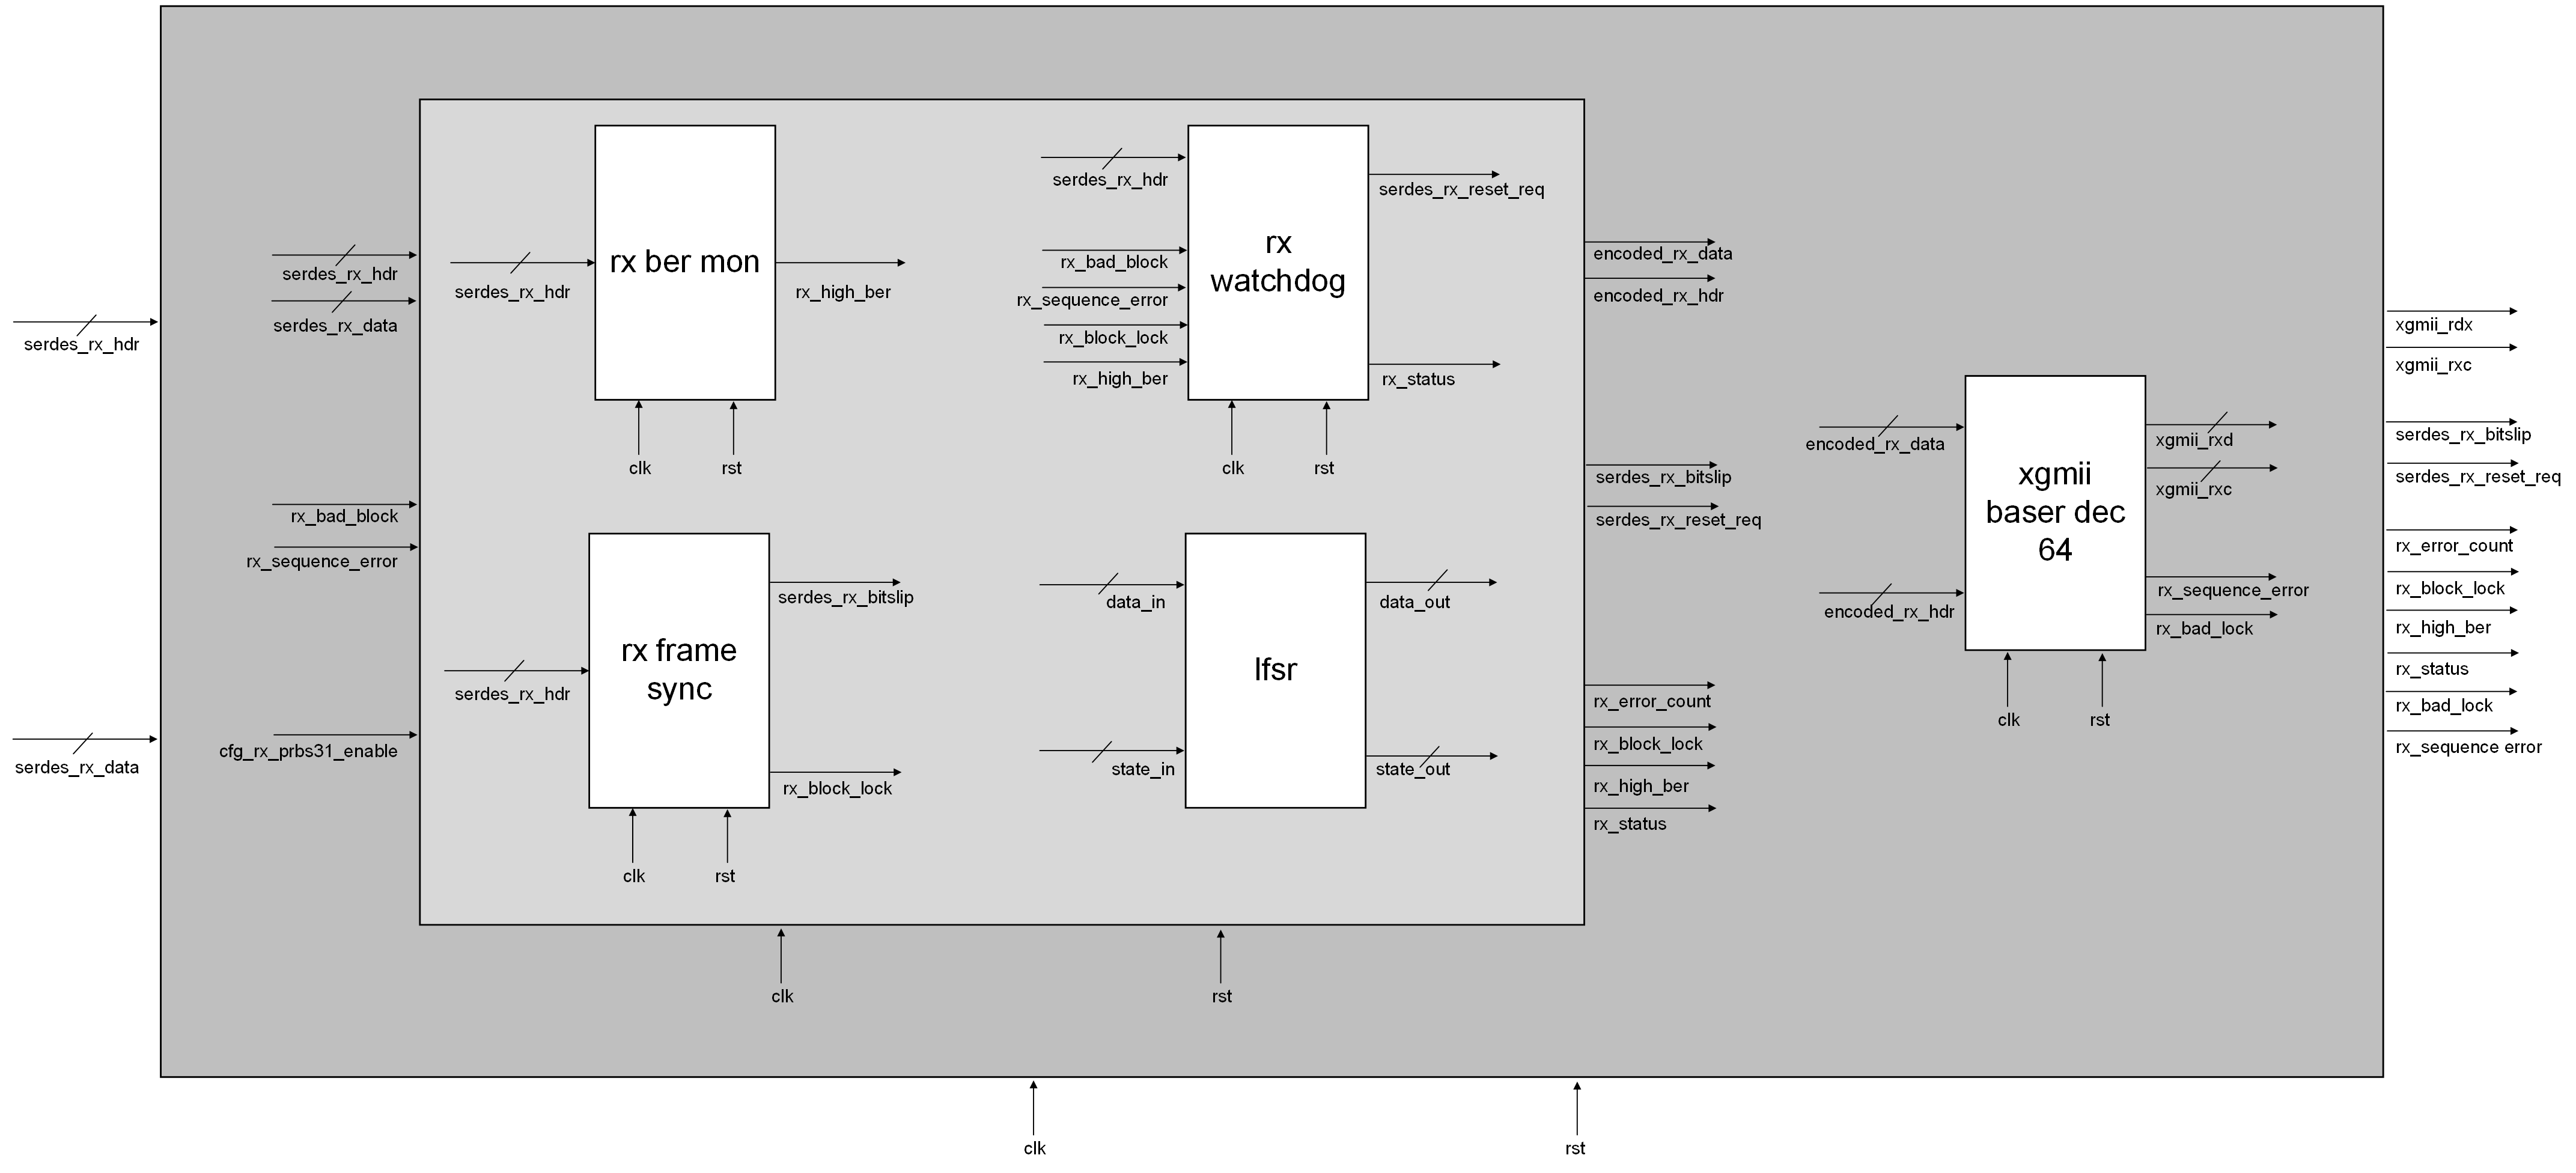 serdes_rx_hdr
serdes_rx_data
serdes_rx_hdr
serdes_rx_data
rx_bad_block
rx_sequence_error
cfg_rx_prbs31_enable
serdes_rx_hdr
rx ber mon
rx_high_ber
clk
rst
serdes_rx_hdr
rx_bad_block
rx_sequence_error
rx_block_lock
rx_high_ber
rx
watchdog
serdes_rx_reset_req
rx_status
clk
rst
serdes_rx_hdr
rx frame
sync
serdes_rx_bitslip
rx_block_lock
clk
rst
data_in
state_in
lfsr
data_out
state_out
clk
rst
encoded_rx_data
encoded_rx_hdr
serdes_rx_bitslip
serdes_rx_reset_req
rx_error_count
rx_block_lock
rx_high_ber
rx_status
encoded_rx_data
encoded_rx_hdr
xgmii
baser dec
64
xgmii_rxd
xgmii_rxc
rx_sequence_error
rx_bad_lock
clk
rst
xgmii_rdx
xgmii_rxc
serdes_rx_bitslip
serdes_rx_reset_req
rx_error_count
rx_block_lock
rx_high_ber
rx_status
rx_bad_lock
rx_sequence error
clk
rst